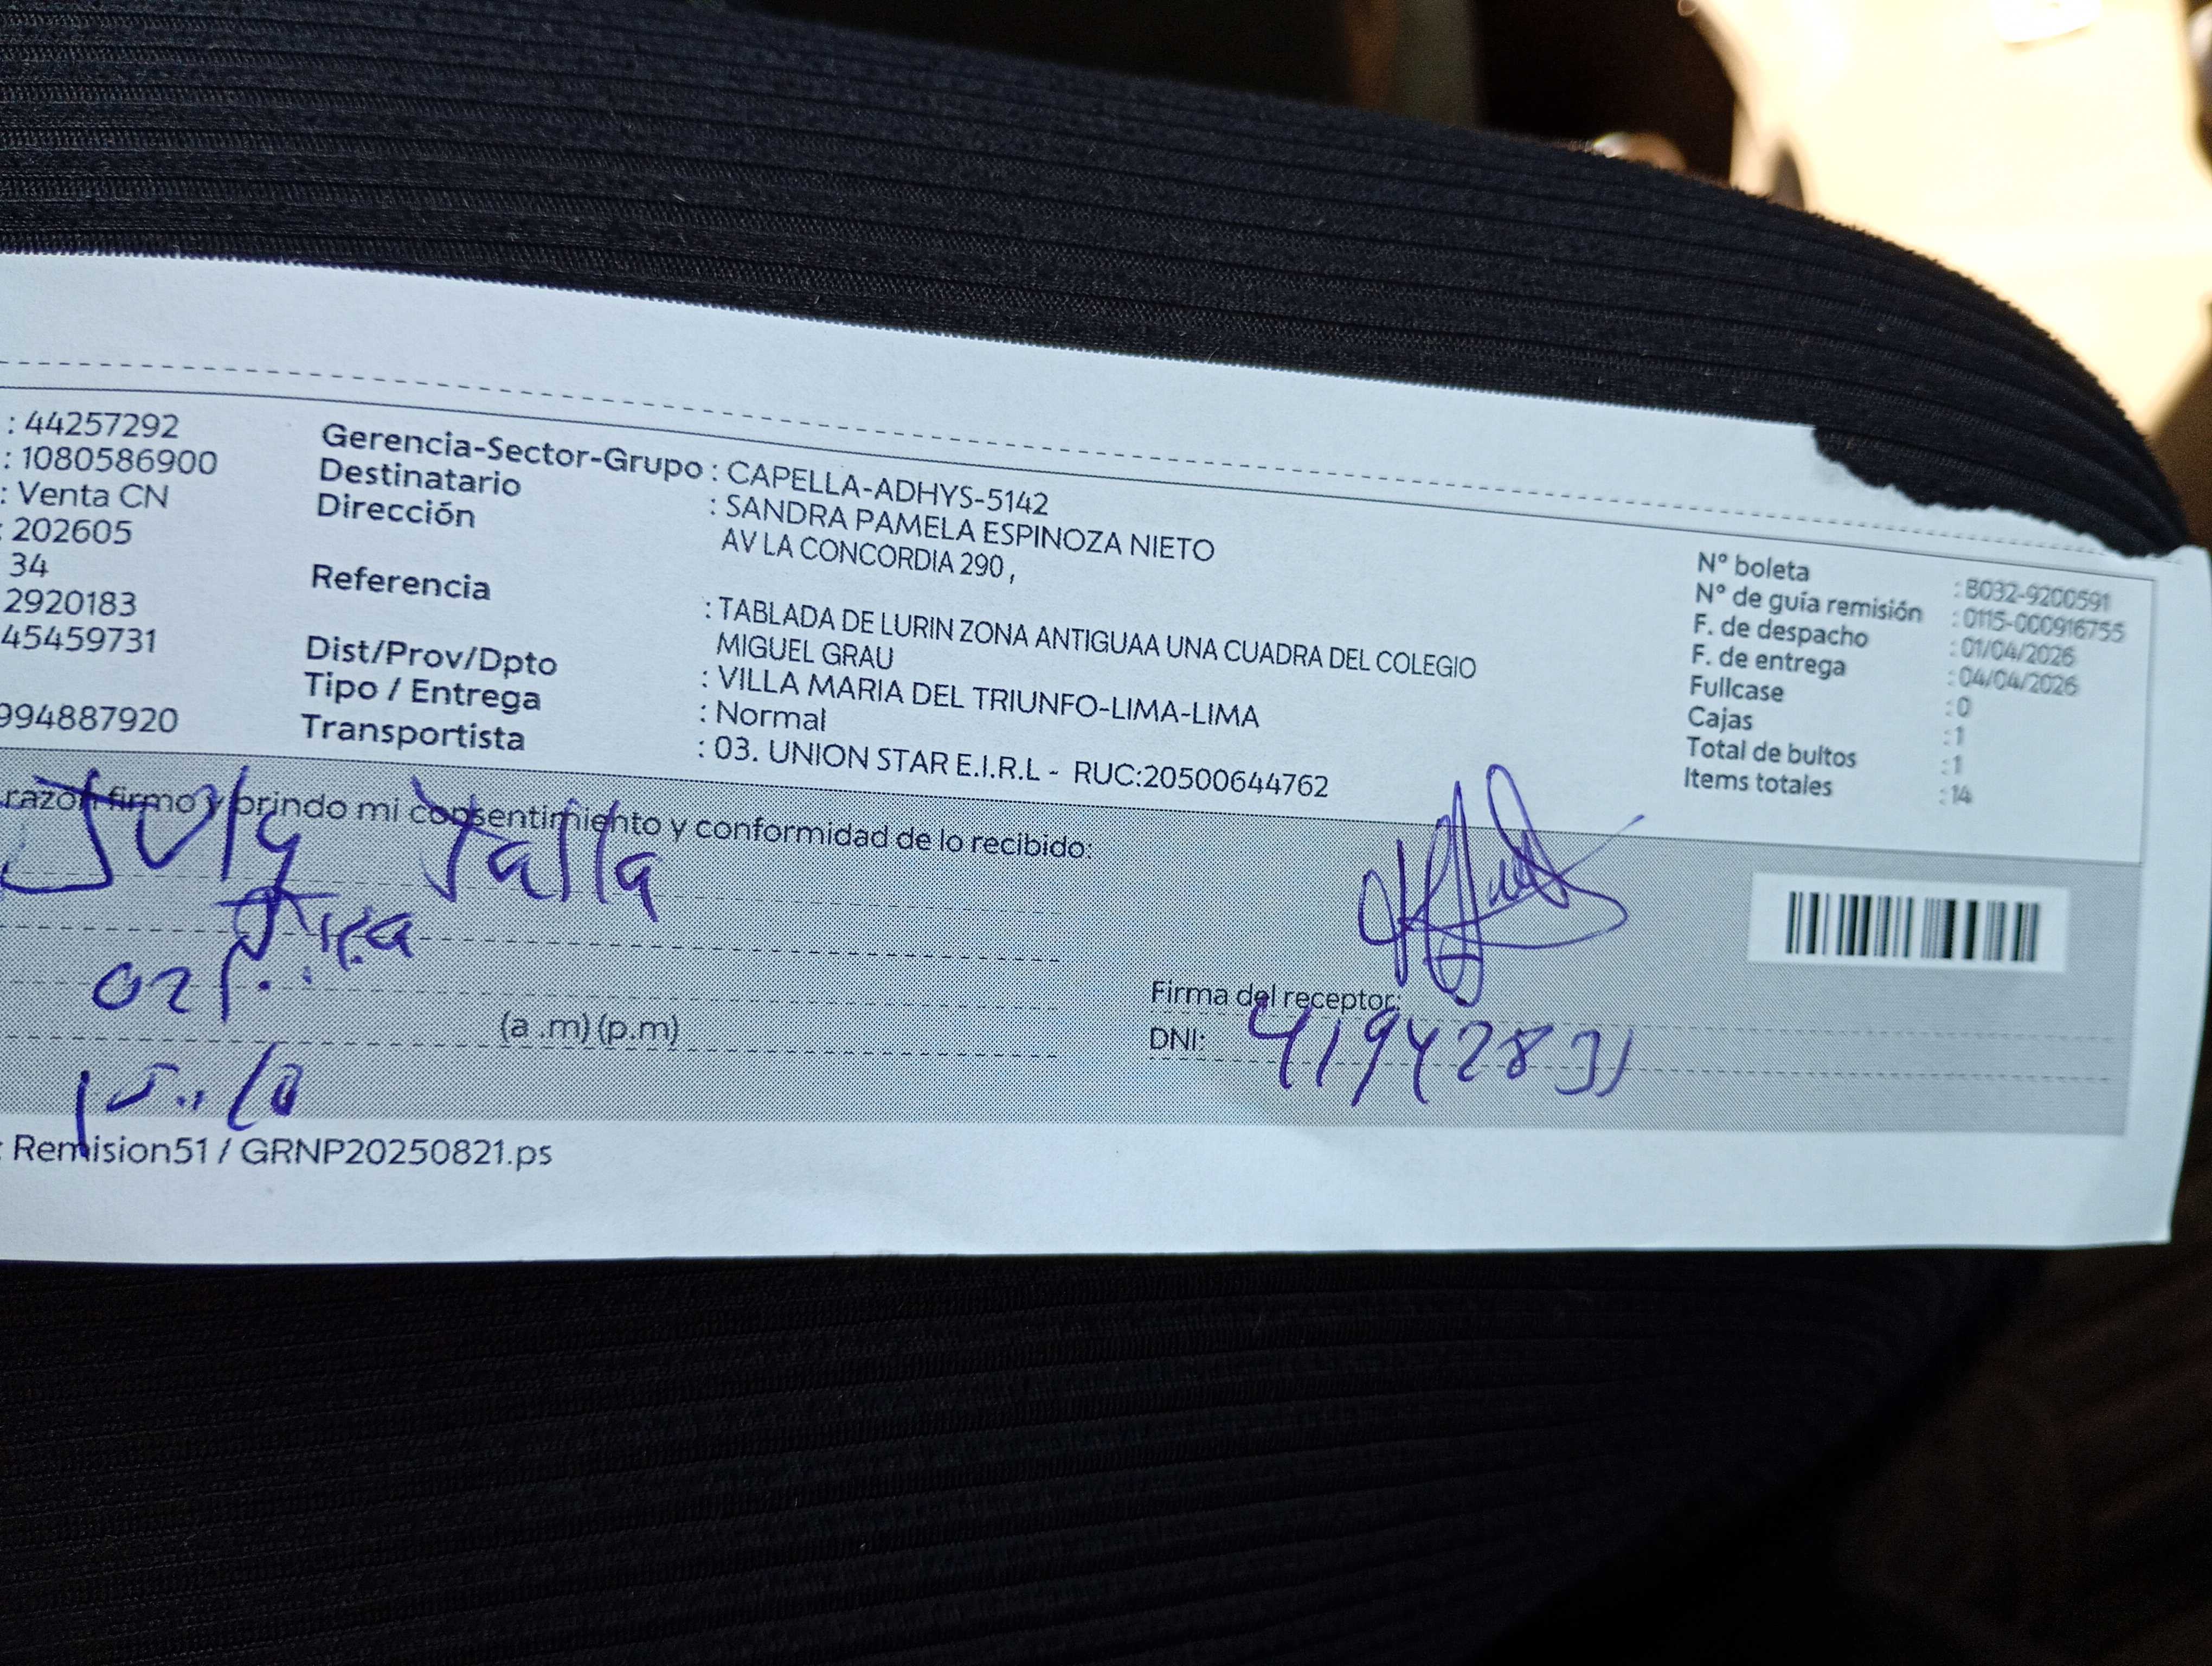 : 44257292
: 1080586900
: Venta CN
: 202605
34
2920183
45459731
994887920
Gerencia-Sector-Grupo : CAPELLA-ADHYS-5142
Destinatario : SANDRA PAMELA ESPINOZA NIETO
Dirección AV LA CONCORDIA 290 ,
Referencia : TABLADA DE LURIN ZONA ANTIGUAA UNA CUADRA DEL COLEGIO
MIGUEL GRAU
Dist/Prov/Dpto : VILLA MARIA DEL TRIUNFO-LIMA-LIMA
Tipo / Entrega : Normal
Transportista : 03. UNION STAR E.I.R.L - RUC:20500644762
N° boleta : B032-9200591
N° de guía remisión : 0115-000916755
F. de despacho : 01/04/2026
F. de entrega : 04/04/2026
Fullcase : 0
Cajas : 1
Total de bultos : 1
Items totales : 14
razón firmo y brindo mi consentimiento y conformidad de lo recibido:
(a .m) (p.m)
Firma del receptor:
DNI:
: Remision51 / GRNP20250821.ps